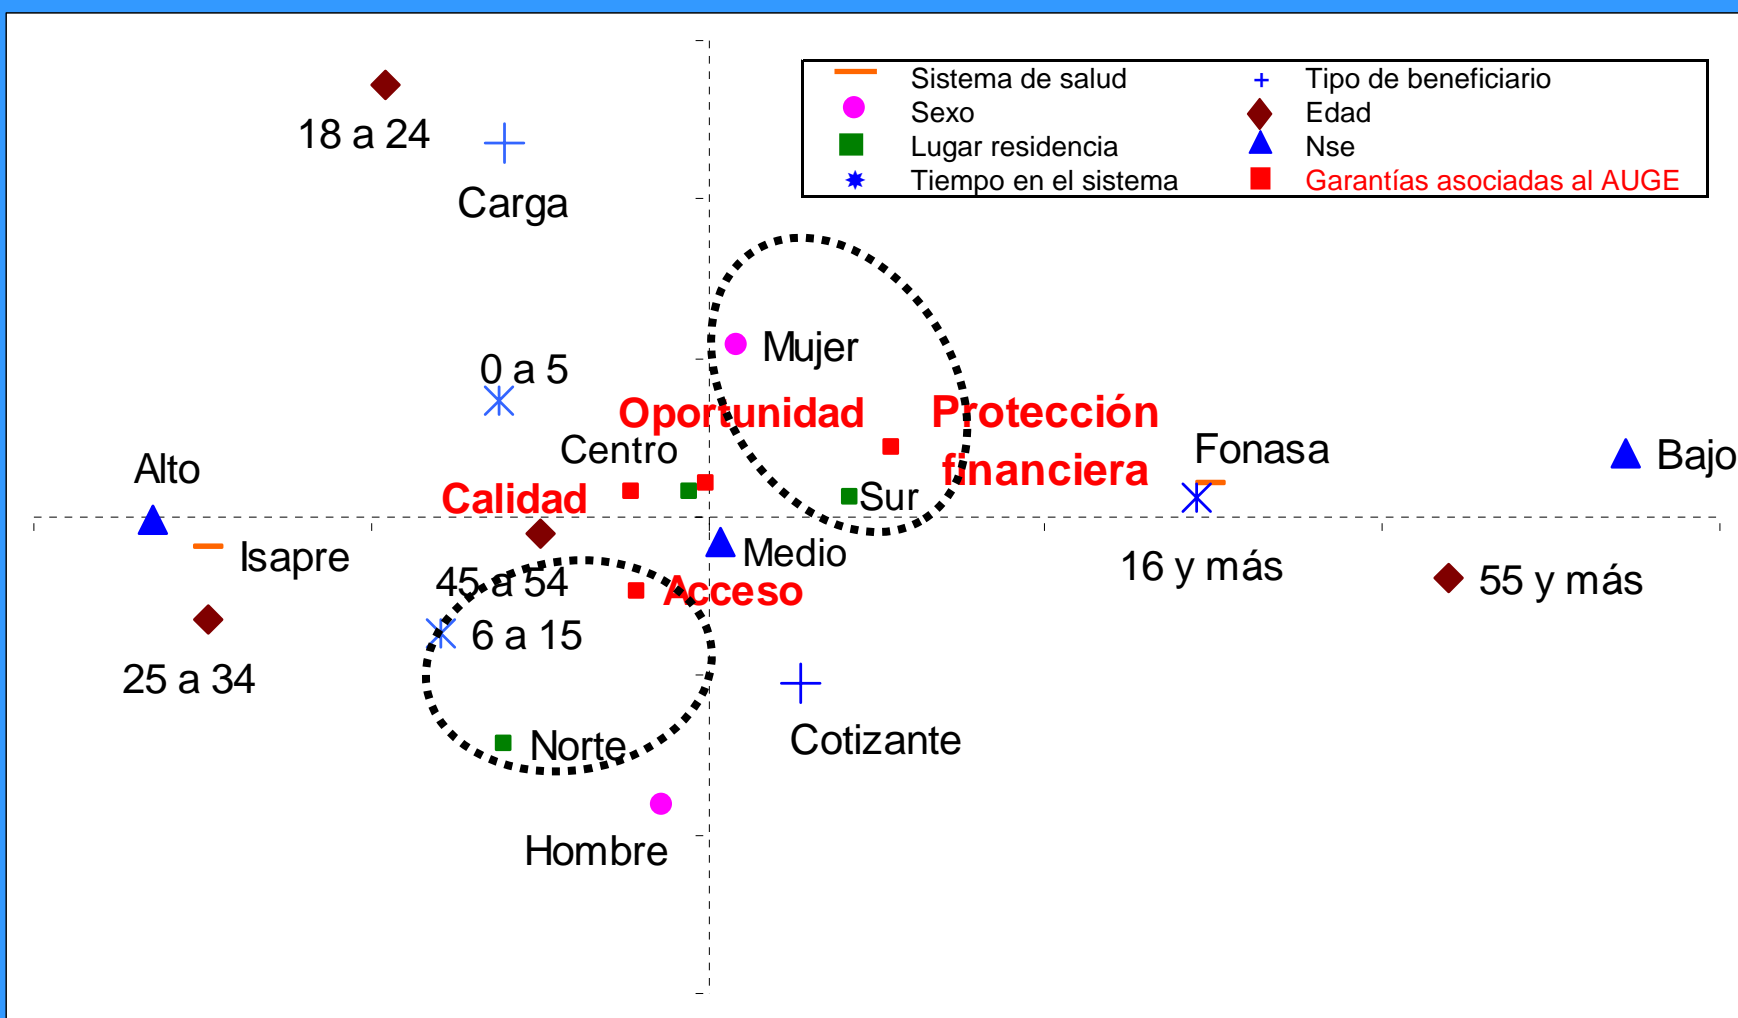 Sistema de salud
Tipo de beneficiario
Sexo
Edad
Lugar residencia
Nse
Tiempo en el sistema
Garantías asociadas al AUGE
18 a 24
Carga
Mujer
0 a 5
Oportunidad
Protección
financiera
Centro
Fonasa
Bajo
Alto
Calidad
Sur
Isapre
Medio
16 y más
55 y más
45 a 54
Acceso
6 a 15
25 a 34
Norte
Cotizante
Hombre